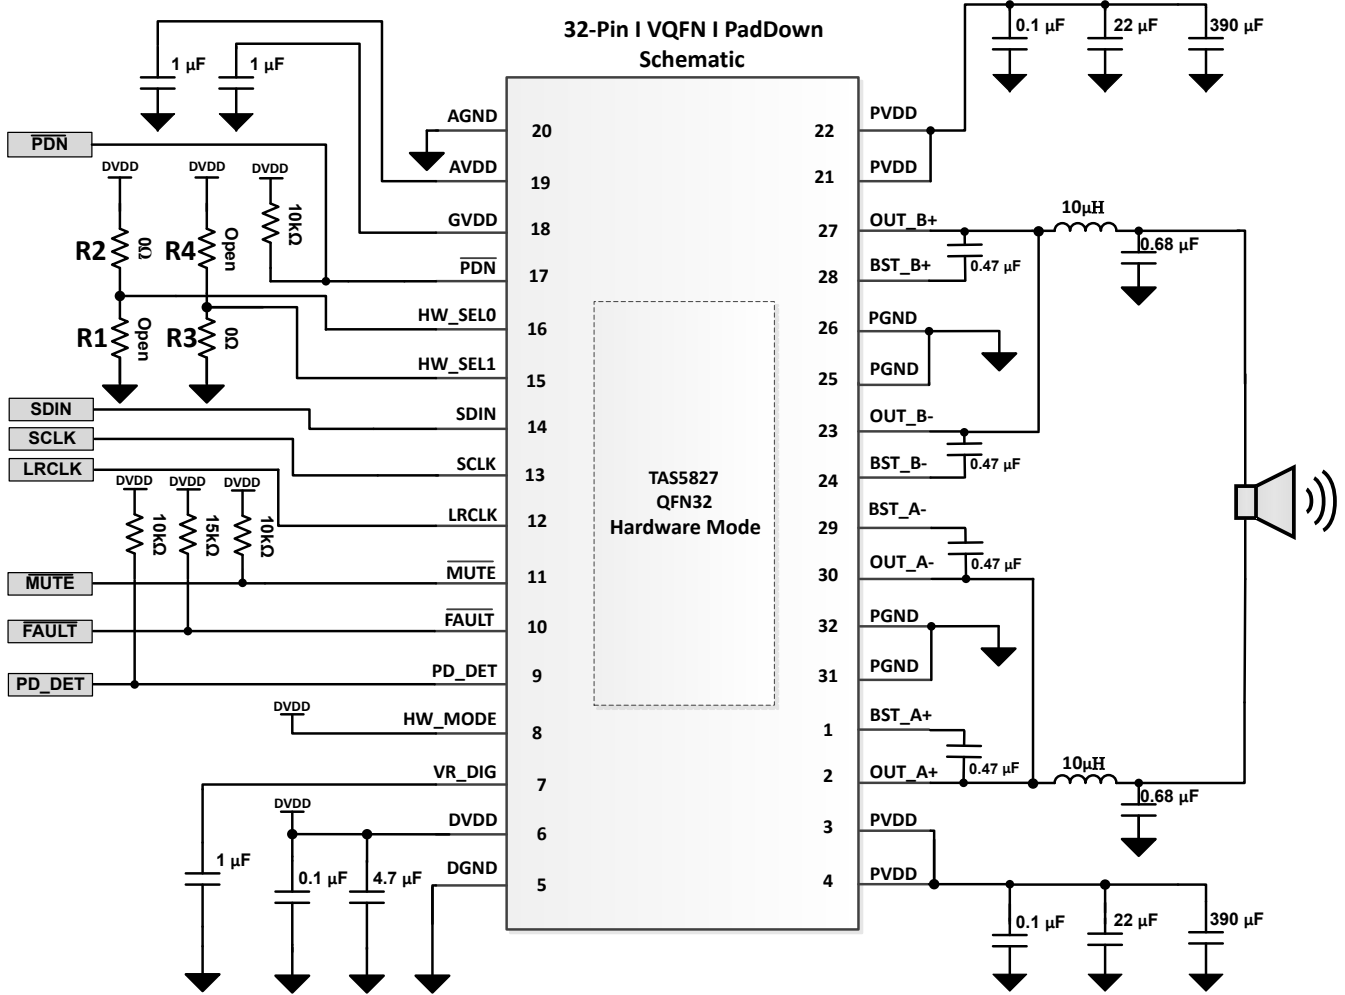 32-Pin I VQFN I PadDown
Schematic
0.1 µF
22 µF
390 µF
1 µF
1 µF
PDN
DVDD
DVDD
DVDD
R2
0Ω
R4
Open
10kΩ
R1
Open
R3
0Ω
SDIN
SCLK
LRCLK
DVDD
DVDD
DVDD
10kΩ
15kΩ
10kΩ
MUTE
FAULT
PD_DET
DVDD
DVDD
1 µF
0.1 µF
4.7 µF
AGND
20
AVDD
19
GVDD
18
PDN
17
HW_SEL0
16
HW_SEL1
15
SDIN
14
SCLK
13
LRCLK
12
MUTE
11
FAULT
10
PD_DET
9
HW_MODE
8
VR_DIG
7
DVDD
6
DGND
5
TAS5827
QFN32
Hardware Mode
22
PVDD
21
PVDD
27
OUT_B+
28
BST_B+
26
PGND
25
PGND
23
OUT_B-
24
BST_B-
29
BST_A-
30
OUT_A-
32
PGND
31
PGND
1
BST_A+
2
OUT_A+
3
PVDD
4
PVDD
10µH
0.68 µF
0.47 µF
0.47 µF
0.47 µF
0.47 µF
10µH
0.68 µF
0.1 µF
22 µF
390 µF